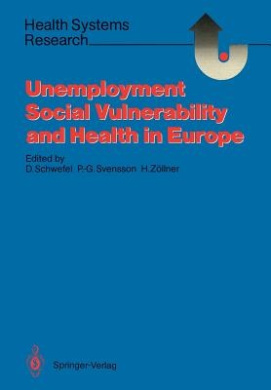 Health Systems
Research
Unemployment
Social Vulnerability
and Health in Europe
Edited by
D. Schwefel P.-G. Svensson H. Zöllner
Springer-Verlag